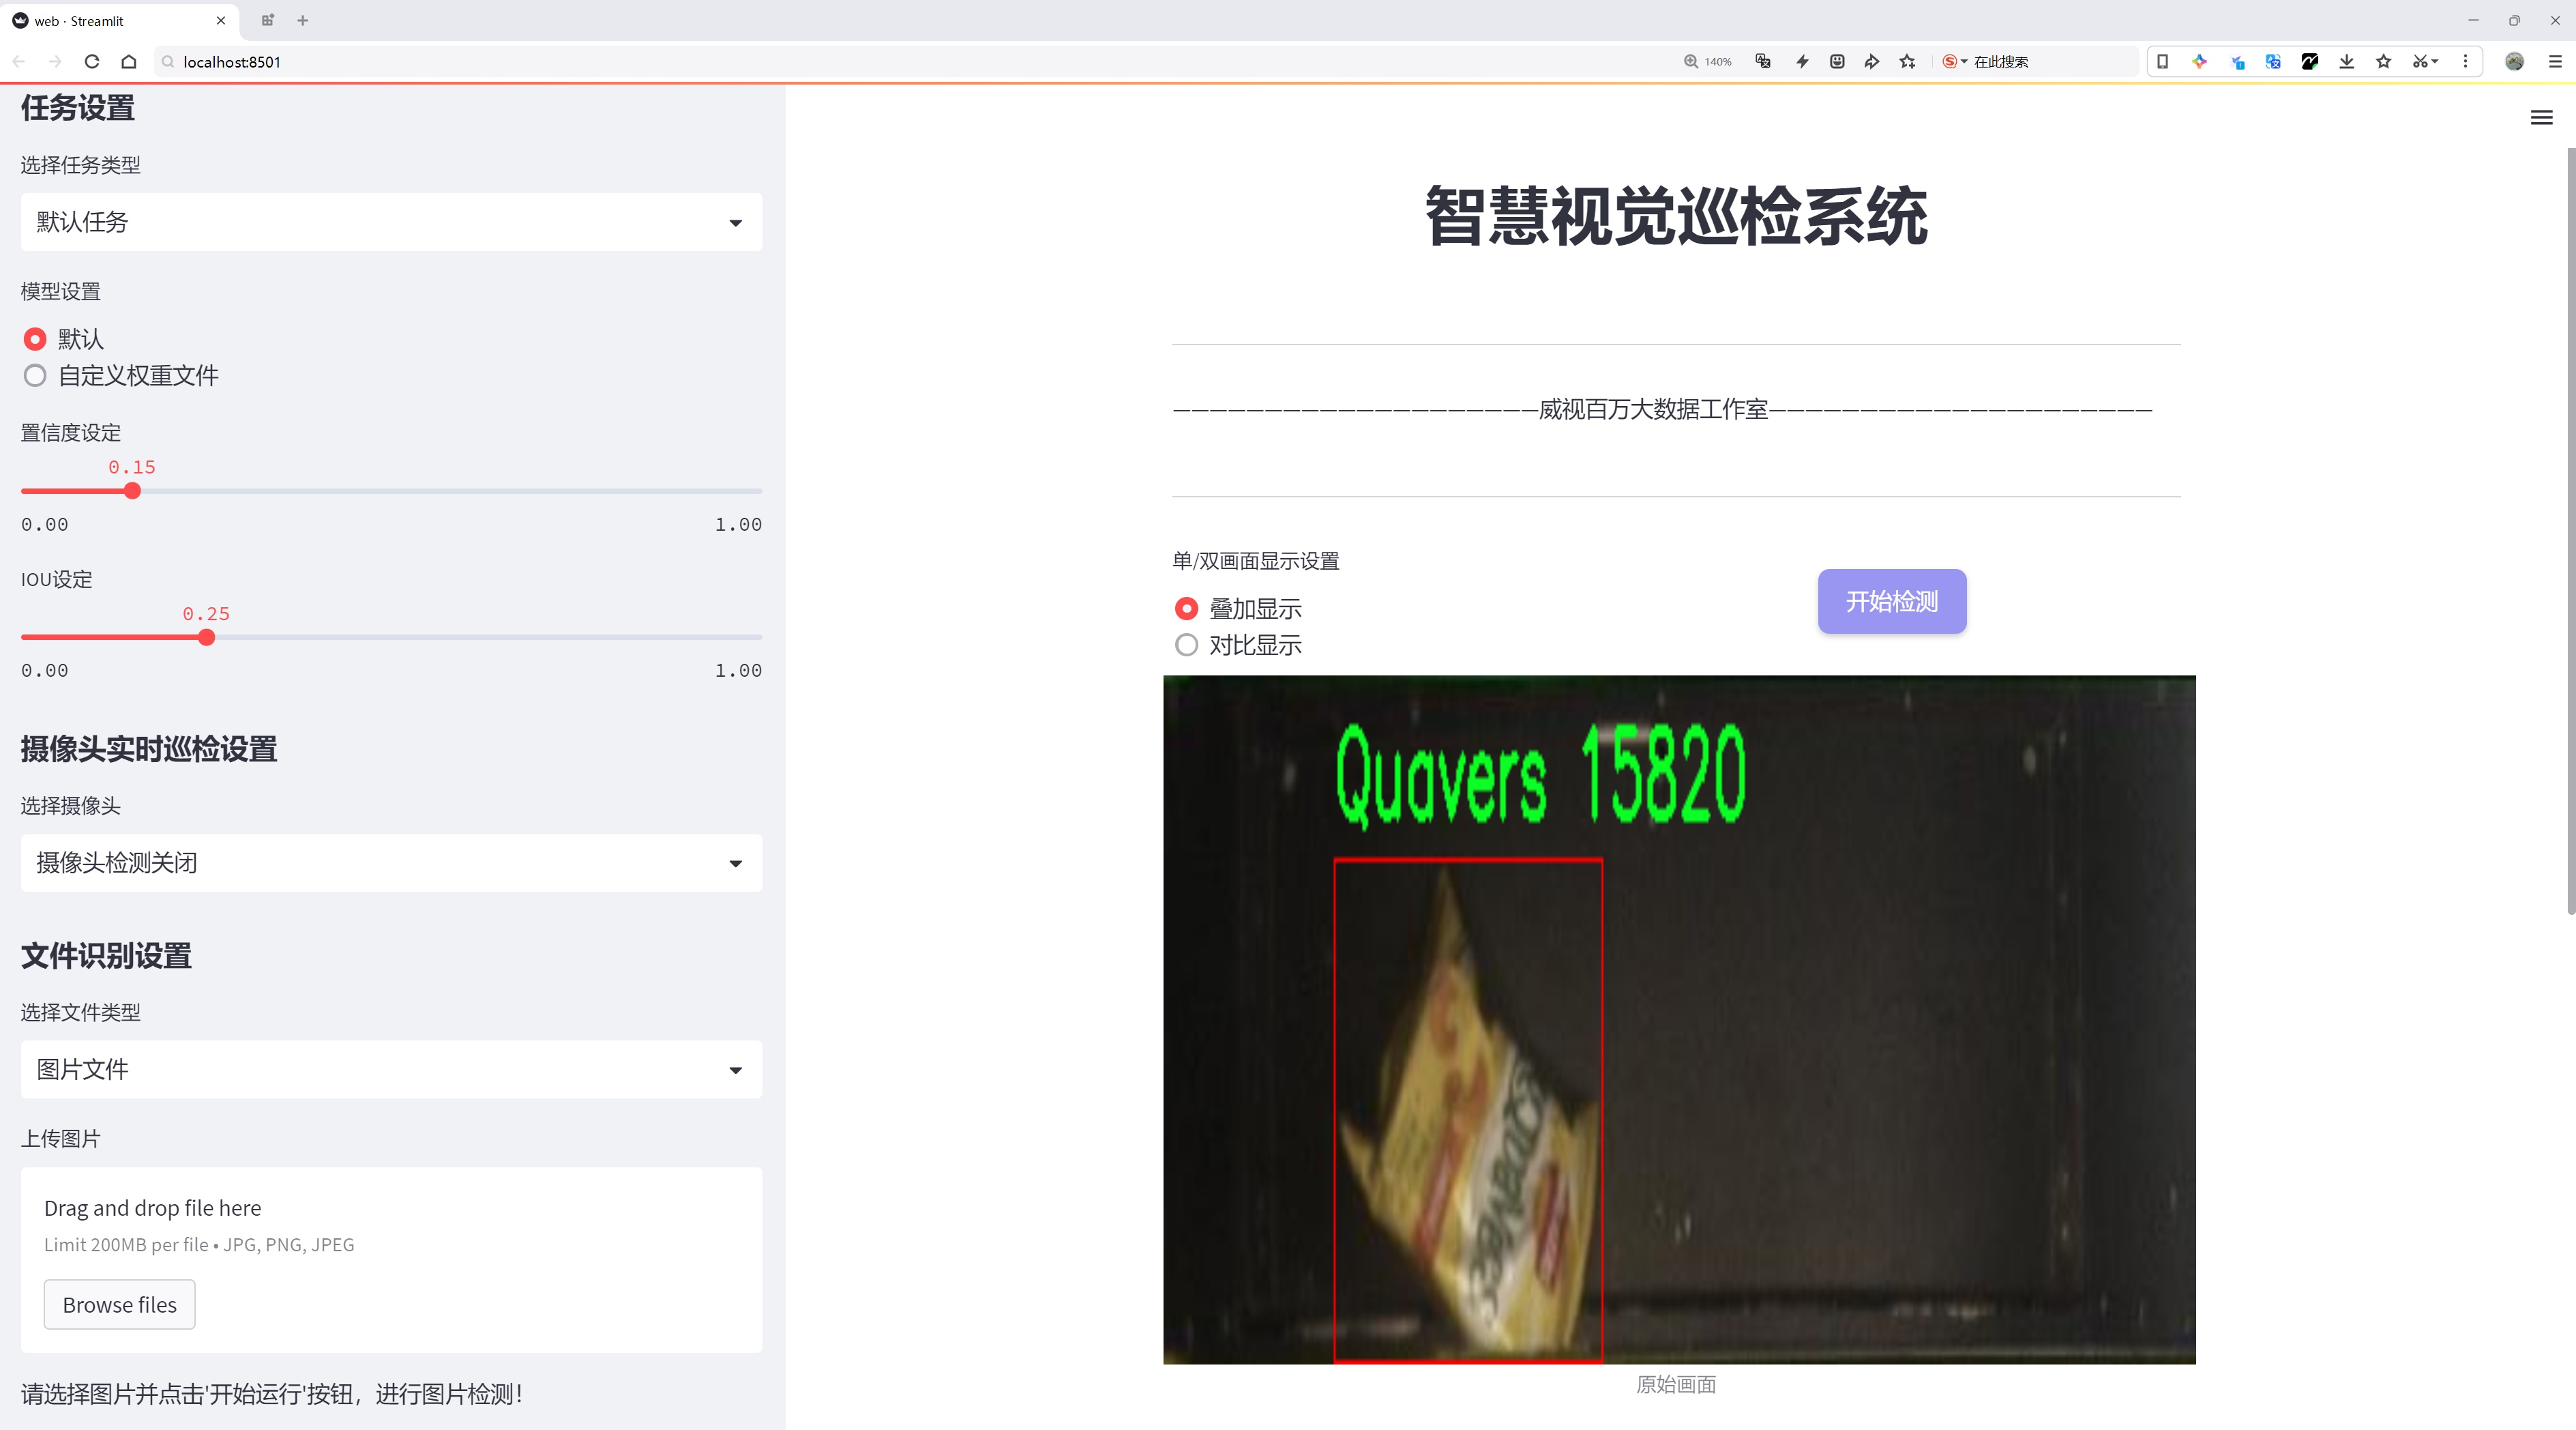 web · Streamlit
localhost:8501
140%
在此搜索
任务设置
选择任务类型
默认任务
模型设置
默认
自定义权重文件
置信度设定
0.15
0.00 1.00
IOU设定
0.25
0.00 1.00
摄像头实时巡检设置
选择摄像头
摄像头检测关闭
文件识别设置
选择文件类型
图片文件
上传图片
Drag and drop file here
Limit 200MB per file • JPG, PNG, JPEG
Browse files
请选择图片并点击'开始运行'按钮，进行图片检测！
智慧视觉巡检系统
————————————————————威视百万大数据工作室—————————————————————
单/双画面显示设置
叠加显示
对比显示
开始检测
Quavers 15820
Quavers
原始画面